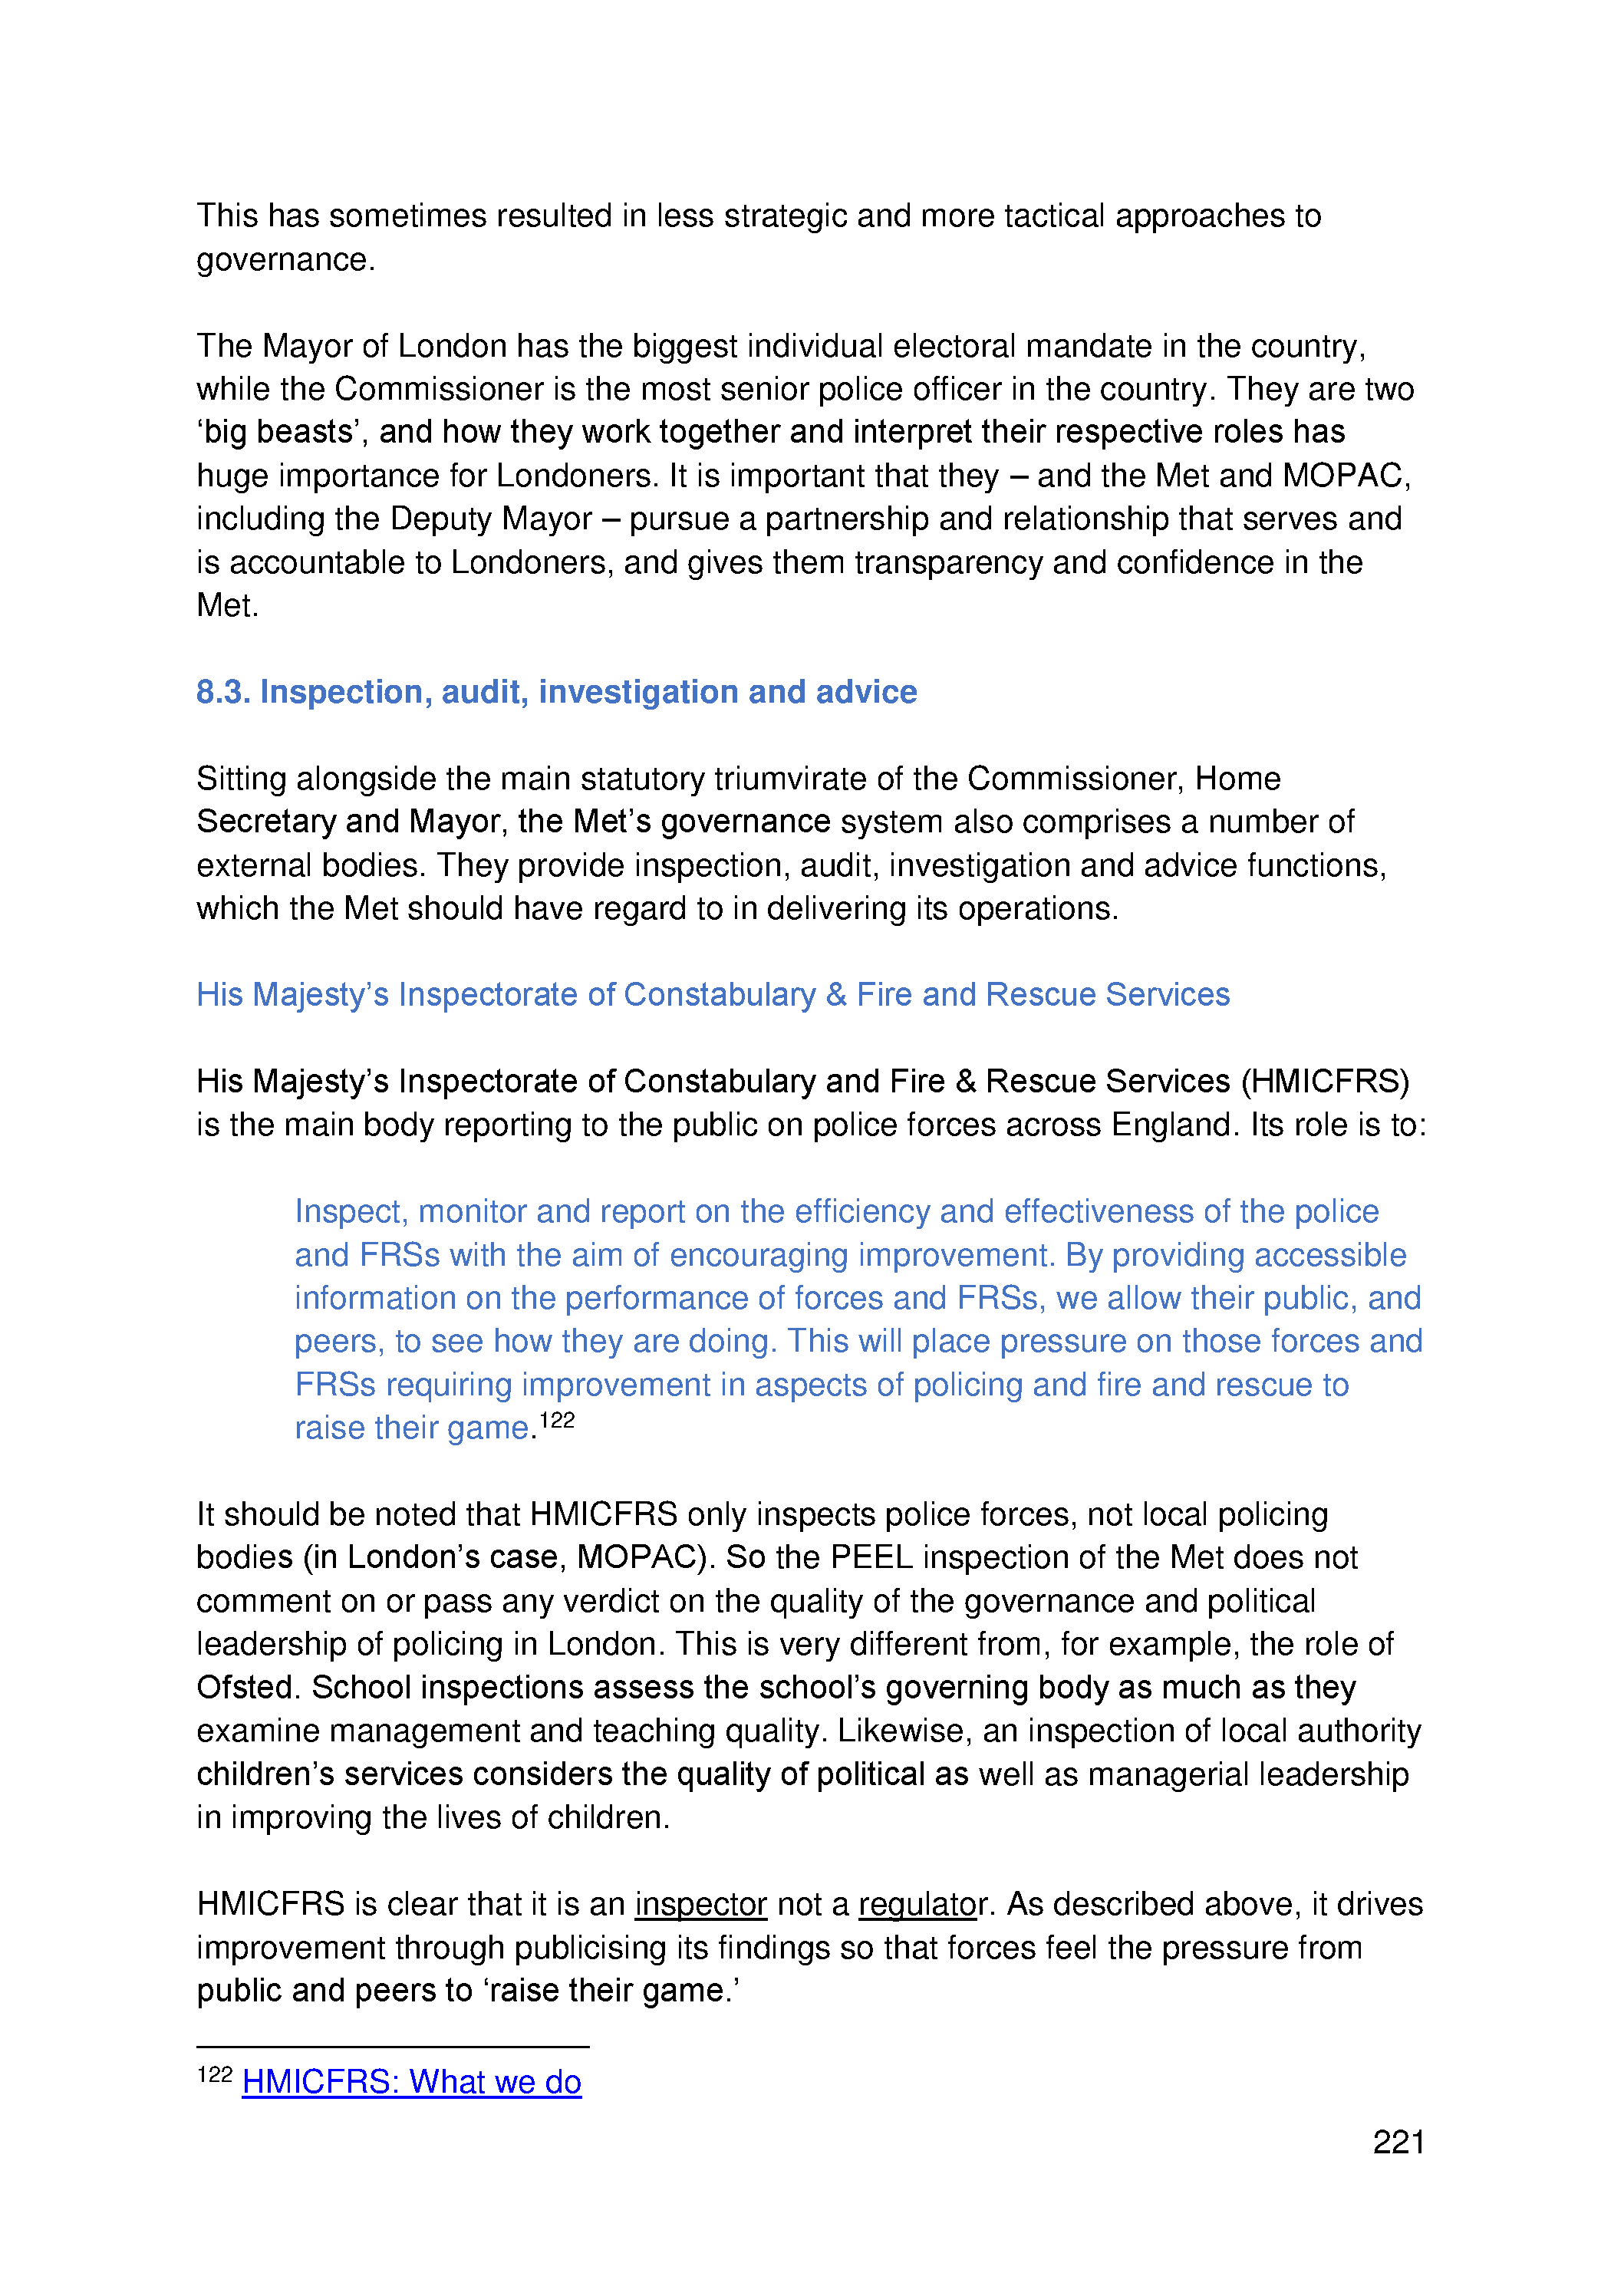 This has sometimes resulted in less strategic and more tactical approaches to
governance.
The Mayor of London has the biggest individual electoral mandate in the country,
while the Commissioner is the most senior police officer in the country. They are two
‘big beasts’, and how they work together and interpret their respective roles has
huge importance for Londoners. It is important that they – and the Met and MOPAC,
including the Deputy Mayor – pursue a partnership and relationship that serves and
is accountable to Londoners, and gives them transparency and confidence in the
Met.
8.3. Inspection, audit, investigation and advice
Sitting alongside the main statutory triumvirate of the Commissioner, Home
Secretary and Mayor, the Met’s governance system also comprises a number of
external bodies. They provide inspection, audit, investigation and advice functions,
which the Met should have regard to in delivering its operations.
His Majesty’s Inspectorate of Constabulary & Fire and Rescue Services
His Majesty’s Inspectorate of Constabulary and Fire & Rescue Services (HMICFRS)
is the main body reporting to the public on police forces across England. Its role is to:
Inspect, monitor and report on the efficiency and effectiveness of the police
and FRSs with the aim of encouraging improvement. By providing accessible
information on the performance of forces and FRSs, we allow their public, and
peers, to see how they are doing. This will place pressure on those forces and
FRSs requiring improvement in aspects of policing and fire and rescue to
raise their game.122
It should be noted that HMICFRS only inspects police forces, not local policing
bodies (in London’s case, MOPAC). So the PEEL inspection of the Met does not
comment on or pass any verdict on the quality of the governance and political
leadership of policing in London. This is very different from, for example, the role of
Ofsted. School inspections assess the school’s governing body as much as they
examine management and teaching quality. Likewise, an inspection of local authority
children’s services considers the quality of political as well as managerial leadership
in improving the lives of children.
HMICFRS is clear that it is an inspector not a regulator. As described above, it drives
improvement through publicising its findings so that forces feel the pressure from
public and peers to ‘raise their game.’
122 HMICFRS: What we do
221